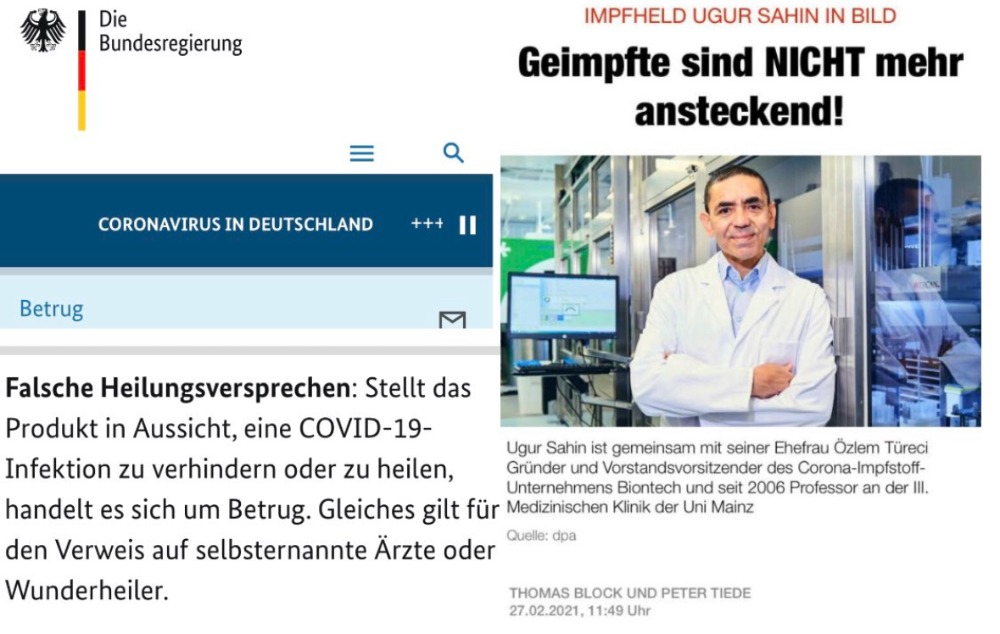 Die
Bundesregierung
CORONAVIRUS IN DEUTSCHLAND +++
Betrug
Falsche Heilungsversprechen: Stellt das
Produkt in Aussicht, eine COVID-19-
Infektion zu verhindern oder zu heilen,
handelt es sich um Betrug. Gleiches gilt für
den Verweis auf selbsternannte Ärzte oder
Wunderheiler.
IMPFHELD UGUR SAHIN IN BILD
Geimpfte sind NICHT mehr
ansteckend!
Ugur Sahin ist gemeinsam mit seiner Ehefrau Özlem Türeci
Gründer und Vorstandsvorsitzender des Corona-Impfstoff-
Unternehmens Biontech und seit 2006 Professor an der III.
Medizinischen Klinik der Uni Mainz
Quelle: dpa
THOMAS BLOCK UND PETER TIEDE
27.02.2021, 11:49 Uhr